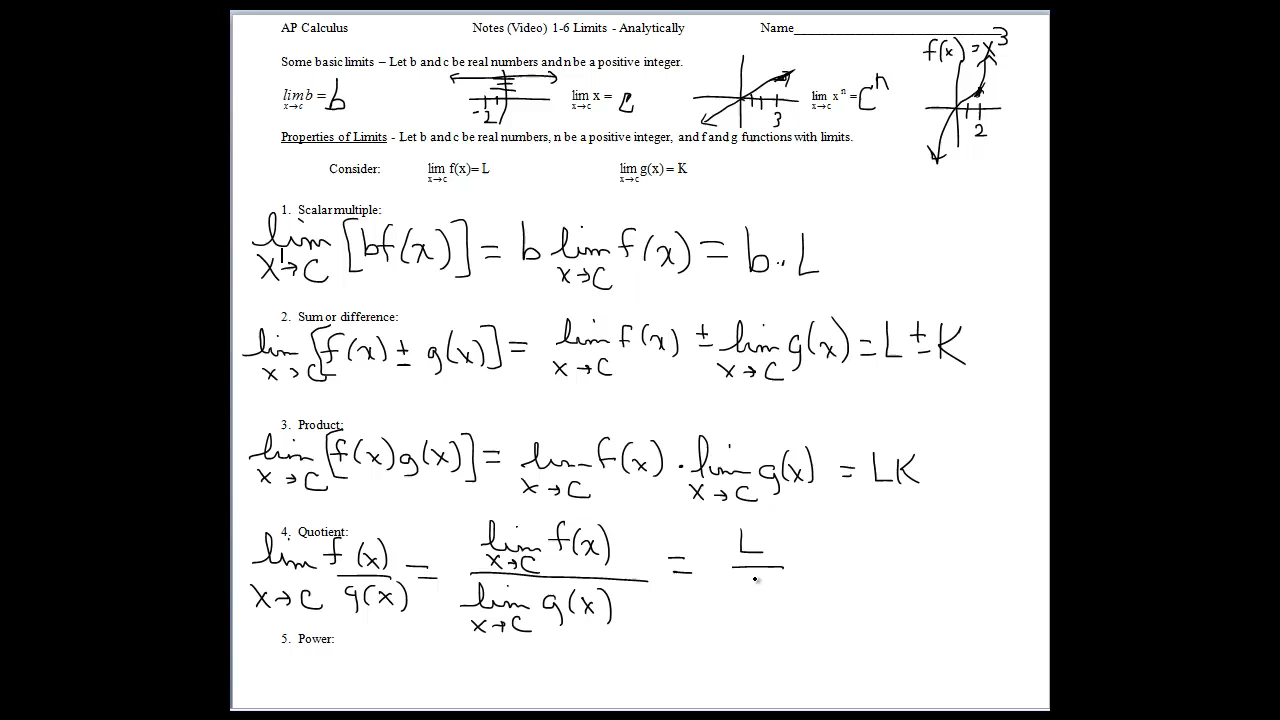 AP Calculus Notes (Video) 1-6 Limits - Analytically Name____________________
f(x) = x^3
Some basic limits – Let b and c be real numbers and n be a positive integer.
lim b = b
x→c
-2
lim x = c
x→c
3
lim x^n = c^n
x→c
2
Properties of Limits - Let b and c be real numbers, n be a positive integer, and f and g functions with limits.
Consider: lim f(x)= L lim g(x) = K
x→c x→c
1. Scalar multiple:
lim [bf(x)] = b lim f(x) = b · L
x→c x→c
2. Sum or difference:
lim [f(x) ± g(x)] = lim f(x) ± lim g(x) = L ± K
x→c x→c x→c
3. Product:
lim [f(x)g(x)] = lim f(x) · lim g(x) = LK
x→c x→c x→c
4. Quotient:
lim f(x)/g(x) = lim f(x) / lim g(x) = L/
x→c x→c x→c
5. Power: